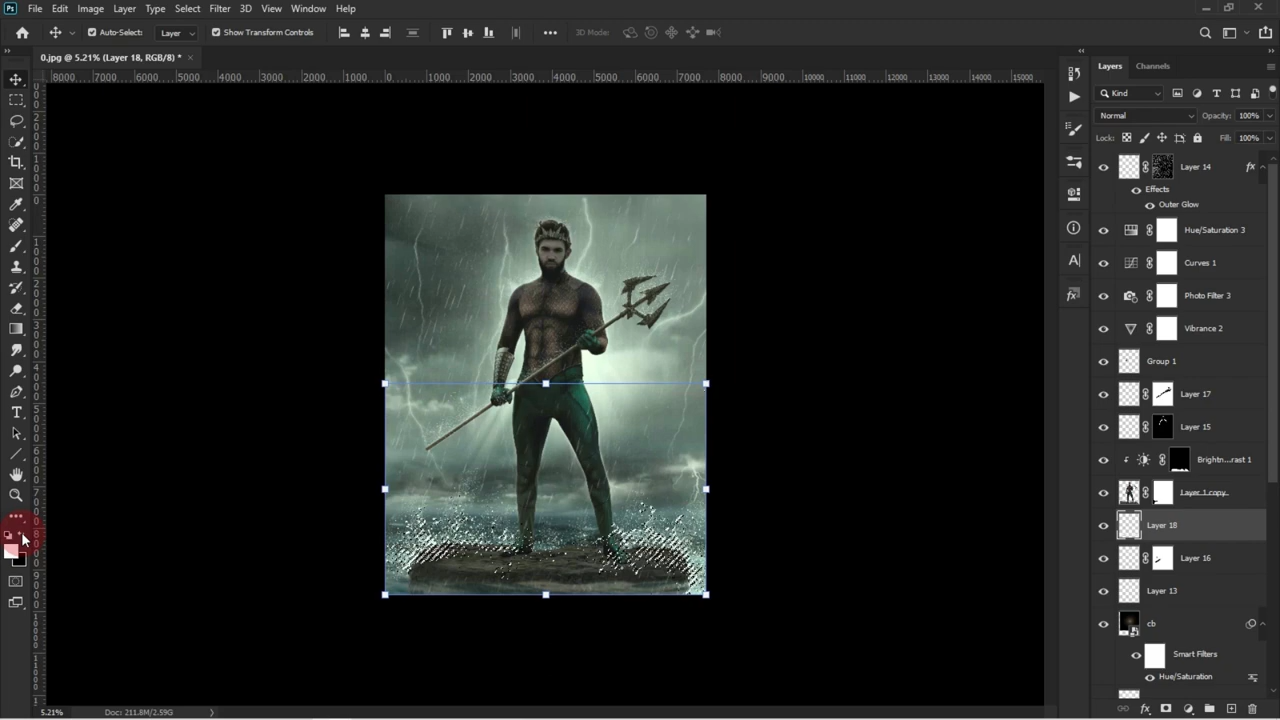 Ps File Edit Image Layer Type Select Filter 3D View Window Help
Auto-Select: Layer Show Transform Controls 3D Mode:
0.jpg @ 5.21% (Layer 18, RGB/8) *
8000 7000 6000 5000 4000 3000 2000 1000 0 1000 2000 3000 4000 5000 6000 7000 8000 9000 10000 11000 12000 13000 14000 15000
Layers Channels
Kind
Normal Opacity: 100%
Lock: Fill: 100%
Layer 14 fx
Effects
Outer Glow
Hue/Saturation 3
Curves 1
Photo Filter 3
Vibrance 2
Group 1
Layer 17
Layer 15
Brightn...rast 1
Layer 1 copy
Layer 18
Layer 16
Layer 13
cb
Smart Filters
Hue/Saturation
5.21% Doc: 211.8M/2.59G